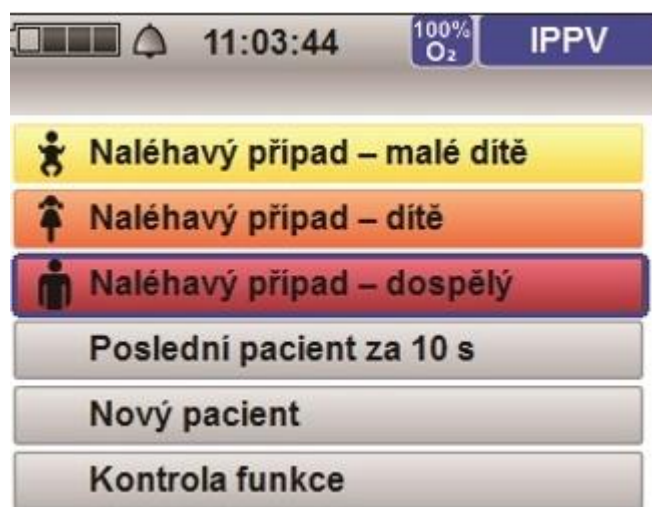 11:03:44 100% O₂ IPPV
Naléhavý případ – malé dítě
Naléhavý případ – dítě
Naléhavý případ – dospělý
Poslední pacient za 10 s
Nový pacient
Kontrola funkce